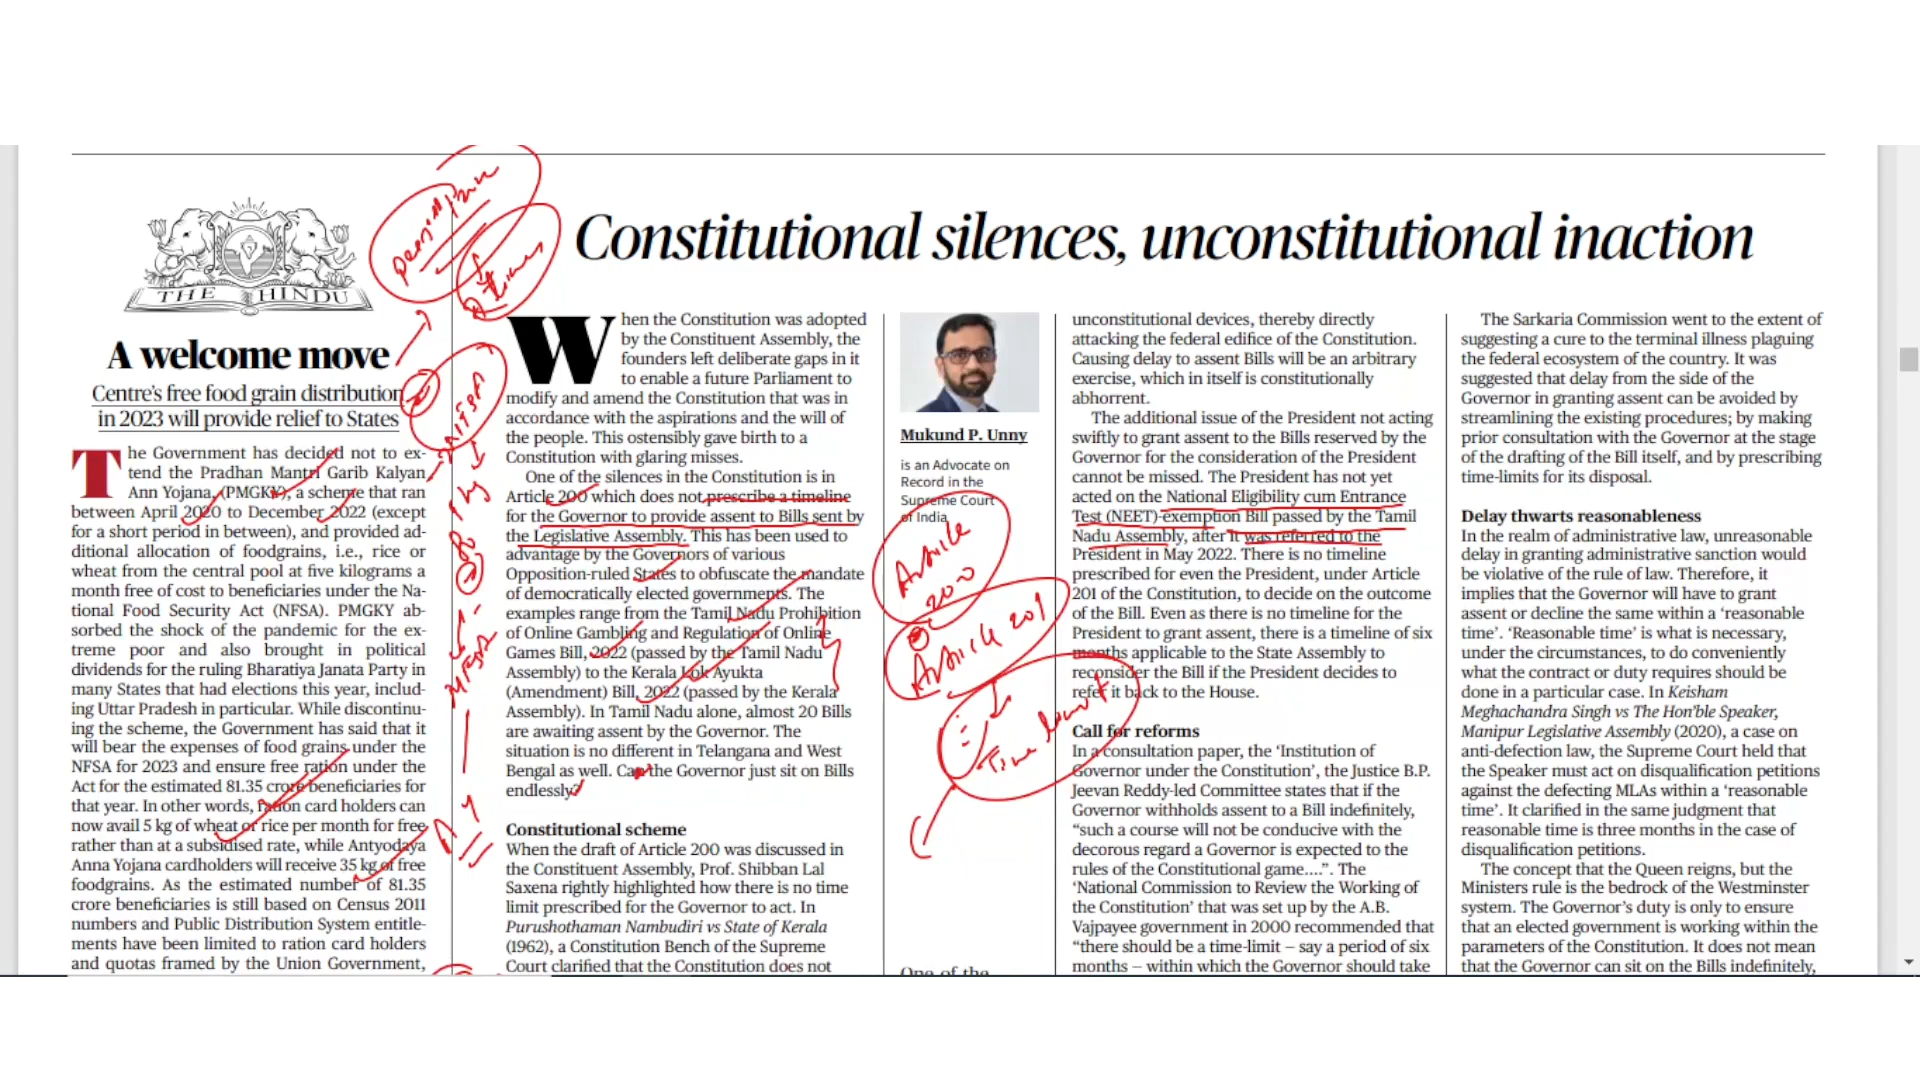 THE HINDU
A welcome move
Centre's free food grain distribution
in 2023 will provide relief to States
The Government has decided not to ex-
tend the Pradhan Mantri Garib Kalyan
Ann Yojana, (PMGKY), a scheme that ran
between April 2020 to December 2022 (except
for a short period in between), and provided ad-
ditional allocation of foodgrains, i.e., rice or
wheat from the central pool at five kilograms a
month free of cost to beneficiaries under the Na-
tional Food Security Act (NFSA). PMGKY ab-
sorbed the shock of the pandemic for the ex-
treme poor and also brought in political
dividends for the ruling Bharatiya Janata Party in
many States that had elections this year, includ-
ing Uttar Pradesh in particular. While discontinu-
ing the scheme, the Government has said that it
will bear the expenses of food grains under the
NFSA for 2023 and ensure free ration under the
Act for the estimated 81.35 crore beneficiaries for
that year. In other words, ration card holders can
now avail 5 kg of wheat or rice per month for free
rather than at a subsidised rate, while Antyodaya
Anna Yojana cardholders will receive 35 kg of free
foodgrains. As the estimated number of 81.35
crore beneficiaries is still based on Census 2011
numbers and Public Distribution System entitle-
ments have been limited to ration card holders
and quotas framed by the Union Government,
Constitutional silences, unconstitutional inaction
When the Constitution was adopted
by the Constituent Assembly, the
founders left deliberate gaps in it
to enable a future Parliament to
modify and amend the Constitution that was in
accordance with the aspirations and the will of
the people. This ostensibly gave birth to a
Constitution with glaring misses.
One of the silences in the Constitution is in
Article 200 which does not prescribe a timeline
for the Governor to provide assent to Bills sent by
the Legislative Assembly. This has been used to
advantage by the Governors of various
Opposition-ruled States to obfuscate the mandate
of democratically elected governments. The
examples range from the Tamil Nadu Prohibition
of Online Gambling and Regulation of Online
Games Bill, 2022 (passed by the Tamil Nadu
Assembly) to the Kerala Lok Ayukta
(Amendment) Bill, 2022 (passed by the Kerala
Assembly). In Tamil Nadu alone, almost 20 Bills
are awaiting assent by the Governor. The
situation is no different in Telangana and West
Bengal as well. Can the Governor just sit on Bills
endlessly?
Constitutional scheme
When the draft of Article 200 was discussed in
the Constituent Assembly, Prof. Shibban Lal
Saxena rightly highlighted how there is no time
limit prescribed for the Governor to act. In
Purushothaman Nambudiri vs State of Kerala
(1962), a Constitution Bench of the Supreme
Court clarified that the Constitution does not
Mukund P. Unny
is an Advocate on
Record in the
Supreme Court
of India
Article
200
Article 201
Time limit
One of the
unconstitutional devices, thereby directly
attacking the federal edifice of the Constitution.
Causing delay to assent Bills will be an arbitrary
exercise, which in itself is constitutionally
abhorrent.
The additional issue of the President not acting
swiftly to grant assent to the Bills reserved by the
Governor for the consideration of the President
cannot be missed. The President has not yet
acted on the National Eligibility cum Entrance
Test (NEET)-exemption Bill passed by the Tamil
Nadu Assembly, after it was referred to the
President in May 2022. There is no timeline
prescribed for even the President, under Article
201 of the Constitution, to decide on the outcome
of the Bill. Even as there is no timeline for the
President to grant assent, there is a timeline of six
months applicable to the State Assembly to
reconsider the Bill if the President decides to
refer it back to the House.
Call for reforms
In a consultation paper, the 'Institution of
Governor under the Constitution', the Justice B.P.
Jeevan Reddy-led Committee states that if the
Governor withholds assent to a Bill indefinitely,
"such a course will not be conducive with the
decorous regard a Governor is expected to the
rules of the Constitutional game....". The
'National Commission to Review the Working of
the Constitution' that was set up by the A.B.
Vajpayee government in 2000 recommended that
"there should be a time-limit – say a period of six
months – within which the Governor should take
The Sarkaria Commission went to the extent of
suggesting a cure to the terminal illness plaguing
the federal ecosystem of the country. It was
suggested that delay from the side of the
Governor in granting assent can be avoided by
streamlining the existing procedures; by making
prior consultation with the Governor at the stage
of the drafting of the Bill itself, and by prescribing
time-limits for its disposal.
Delay thwarts reasonableness
In the realm of administrative law, unreasonable
delay in granting administrative sanction would
be violative of the rule of law. Therefore, it
implies that the Governor will have to grant
assent or decline the same within a 'reasonable
time'. 'Reasonable time' is what is necessary,
under the circumstances, to do conveniently
what the contract or duty requires should be
done in a particular case. In Keisham
Meghachandra Singh vs The Hon'ble Speaker,
Manipur Legislative Assembly (2020), a case on
anti-defection law, the Supreme Court held that
the Speaker must act on disqualification petitions
against the defecting MLAs within a 'reasonable
time'. It clarified in the same judgment that
reasonable time is three months in the case of
disqualification petitions.
The concept that the Queen reigns, but the
Ministers rule is the bedrock of the Westminster
system. The Governor's duty is only to ensure
that an elected government is working within the
parameters of the Constitution. It does not mean
that the Governor can sit on the Bills indefinitely,